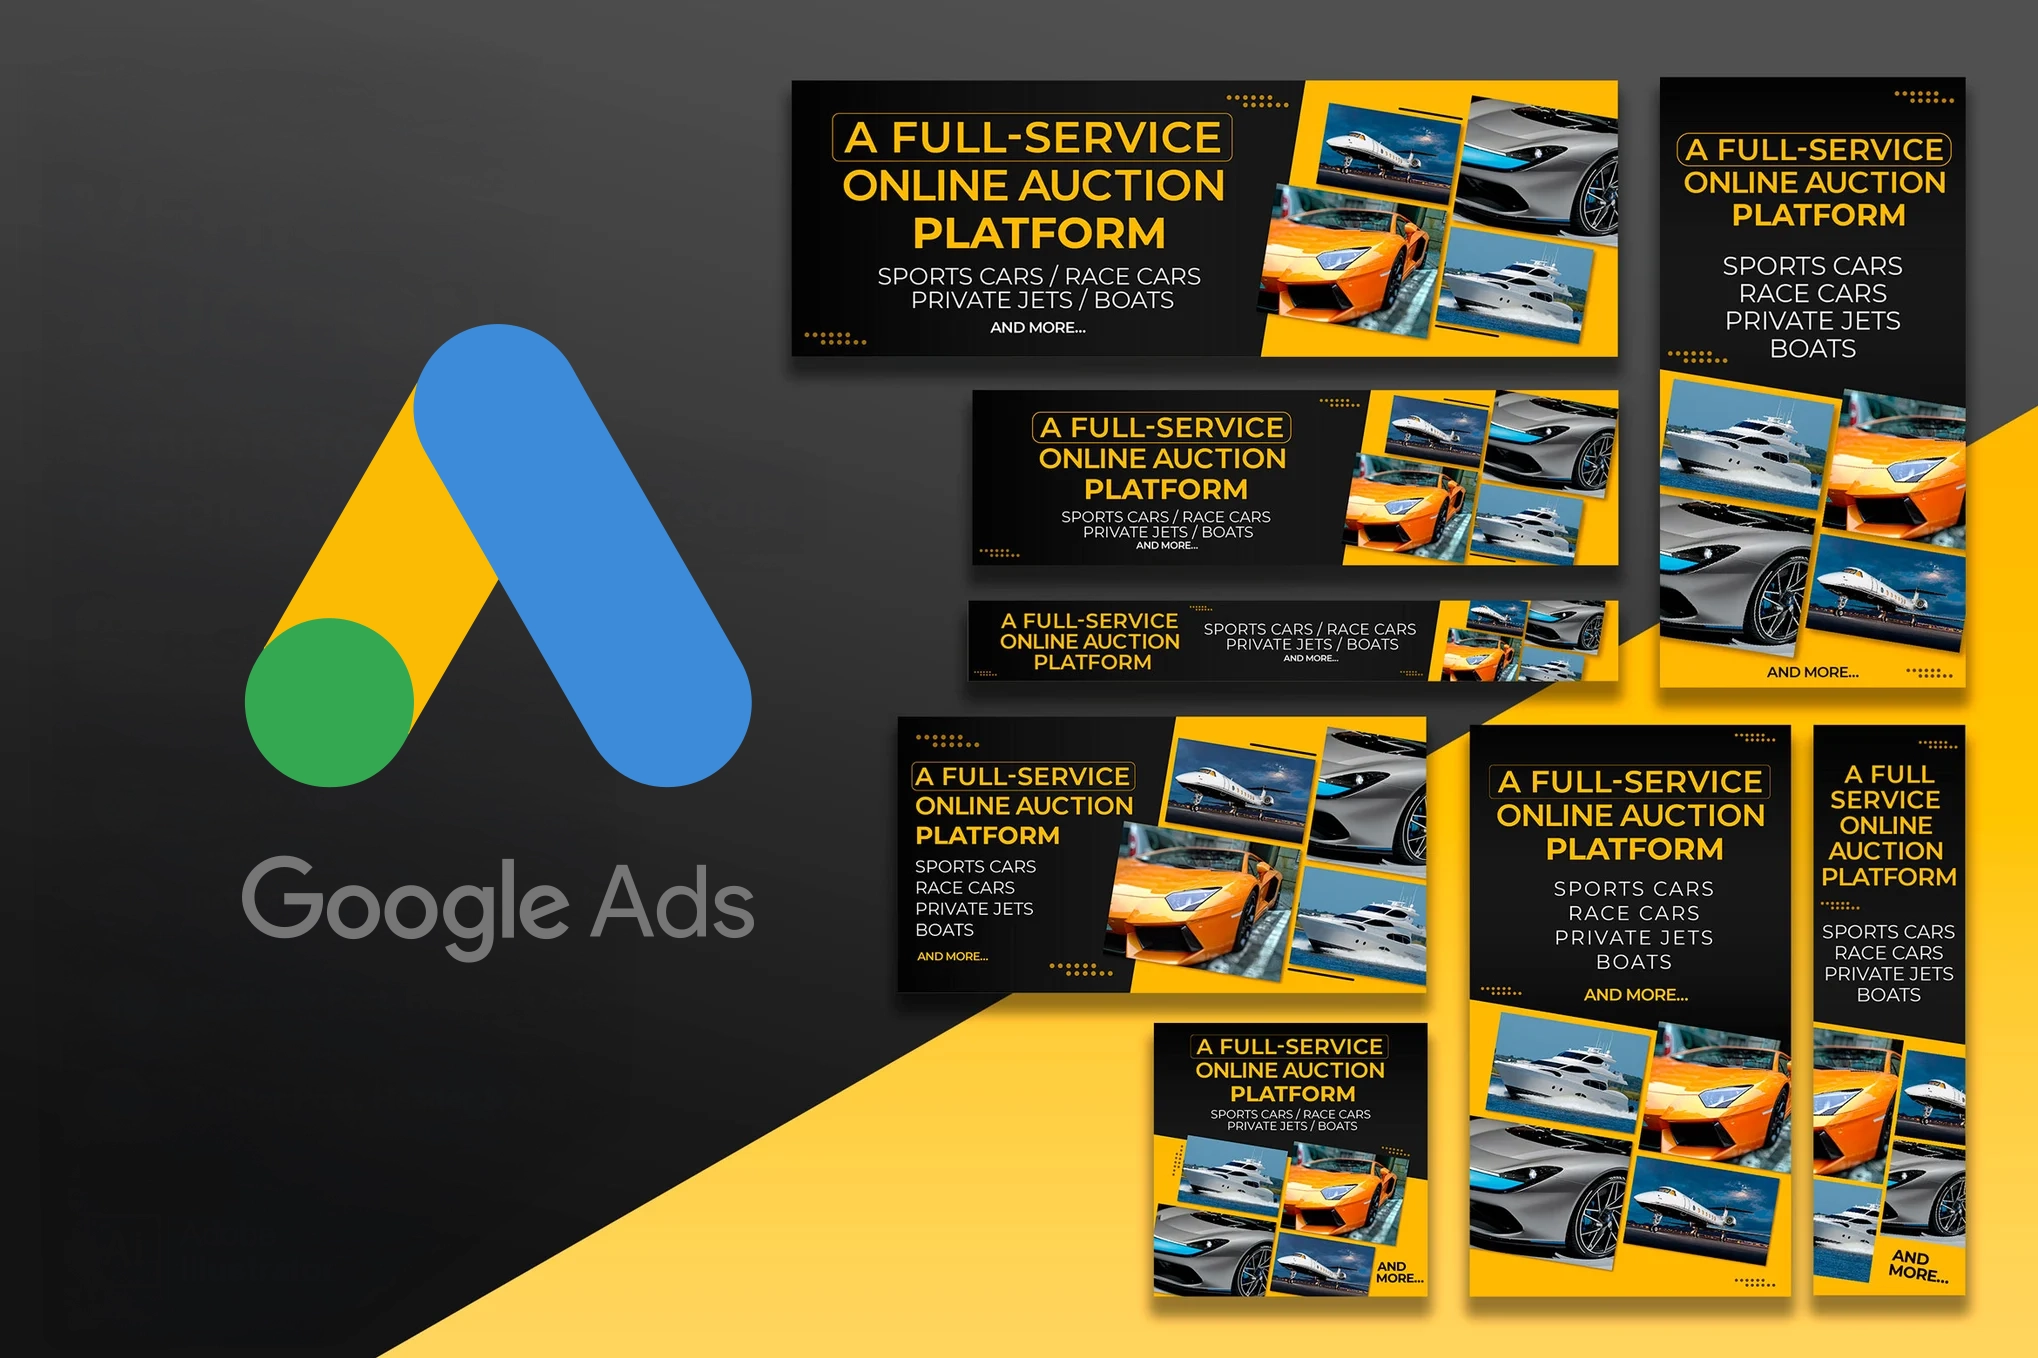 Google Ads
A FULL-SERVICE
ONLINE AUCTION
PLATFORM
SPORTS CARS / RACE CARS
PRIVATE JETS / BOATS
AND MORE...
A FULL-SERVICE
ONLINE AUCTION
PLATFORM
SPORTS CARS
RACE CARS
PRIVATE JETS
BOATS
AND MORE...
A FULL-SERVICE
ONLINE AUCTION
PLATFORM
SPORTS CARS / RACE CARS
PRIVATE JETS / BOATS
AND MORE...
A FULL-SERVICE
ONLINE AUCTION
PLATFORM
SPORTS CARS / RACE CARS
PRIVATE JETS / BOATS
AND MORE...
A FULL-SERVICE
ONLINE AUCTION
PLATFORM
SPORTS CARS
RACE CARS
PRIVATE JETS
BOATS
AND MORE...
A FULL-SERVICE
ONLINE AUCTION
PLATFORM
SPORTS CARS
RACE CARS
PRIVATE JETS
BOATS
AND MORE...
A FULL
SERVICE
ONLINE
AUCTION
PLATFORM
SPORTS CARS
RACE CARS
PRIVATE JETS
BOATS
AND
MORE...
A FULL-SERVICE
ONLINE AUCTION
PLATFORM
SPORTS CARS / RACE CARS
PRIVATE JETS / BOATS
AND
MORE...